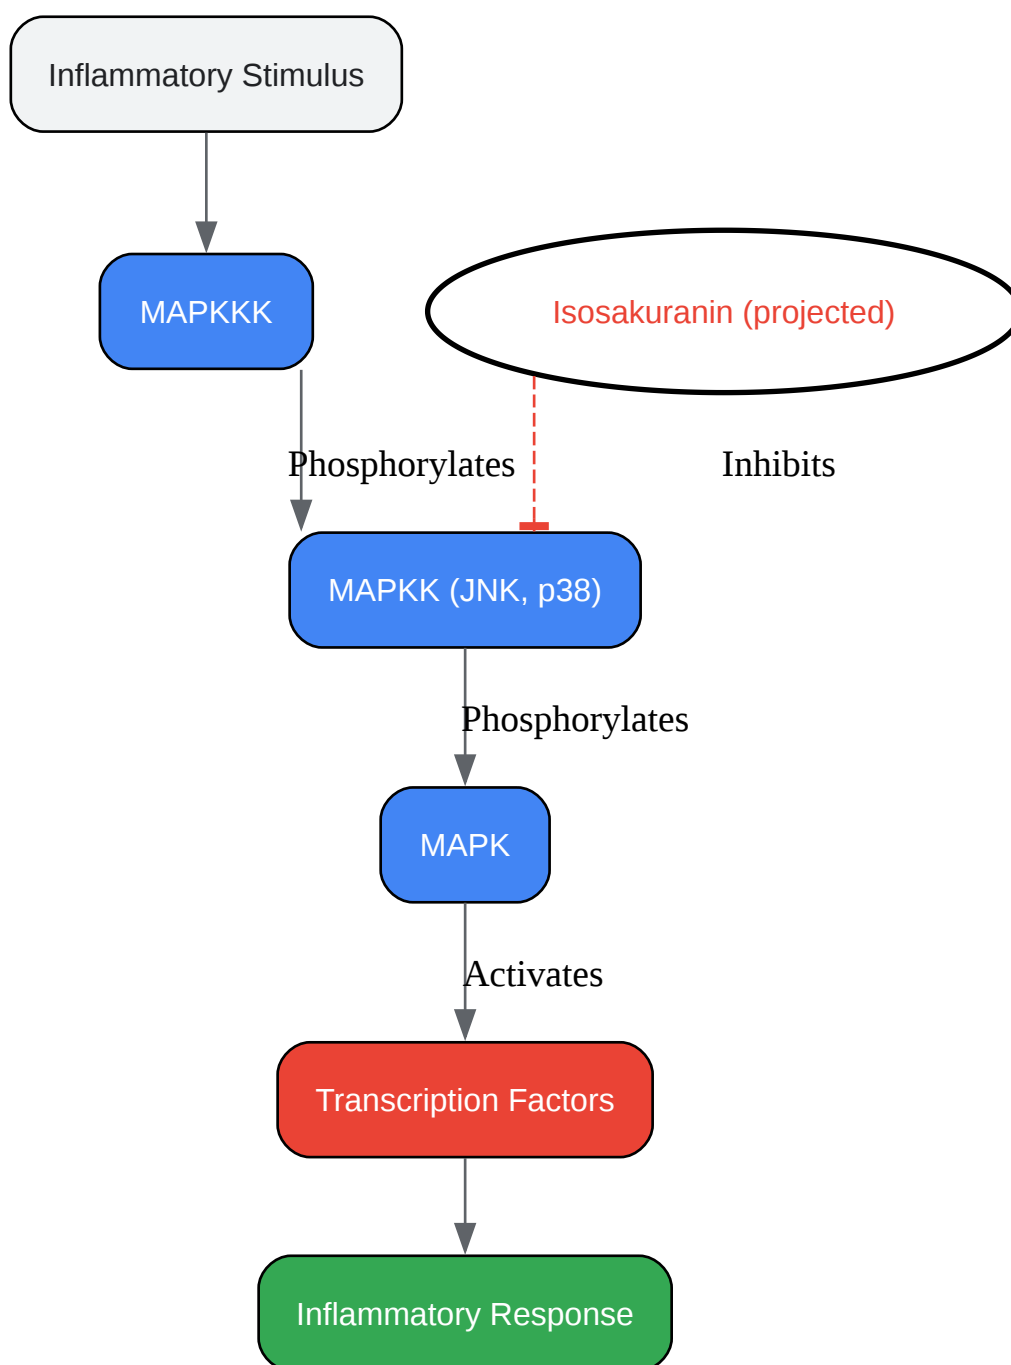 Inflammatory Stimulus
MAPKKK
Isosakuranin (projected)
Phosphorylates
Inhibits
MAPKK (JNK, p38)
Phosphorylates
MAPK
Activates
Transcription Factors
Inflammatory Response